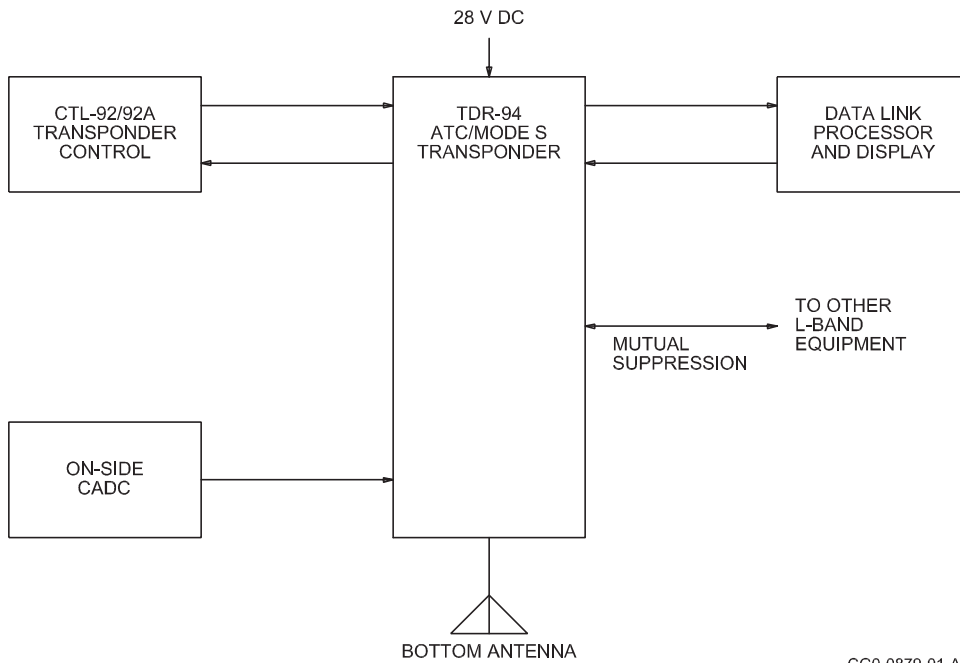 28 V DC
CTL-92/92A
TRANSPONDER
CONTROL
TDR-94
ATC/MODE S
TRANSPONDER
DATA LINK
PROCESSOR
AND DISPLAY
MUTUAL
SUPPRESSION
TO OTHER
L-BAND
EQUIPMENT
ON-SIDE
CADC
BOTTOM ANTENNA